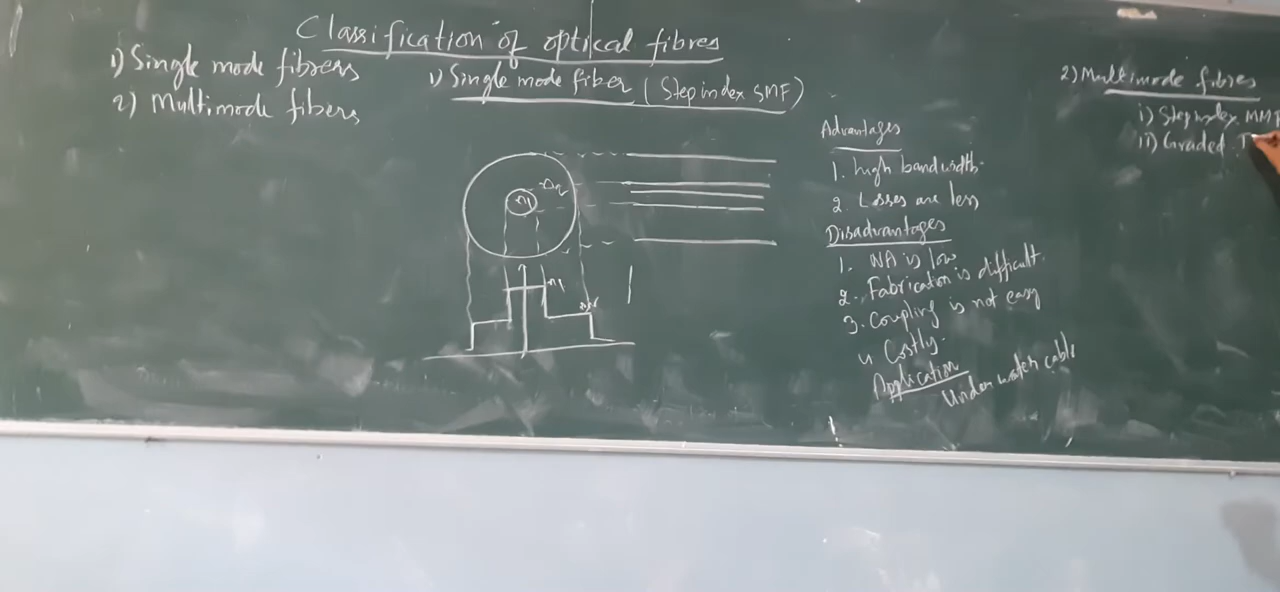 Classification of optical fibres
1) Single mode fibrers
2) Multimode fibers
1) Single mode fiber (Step index SMF)
n1
n2
n1
Advantages
1. high bandwidth.
2. Losses are less
Disadvantages
1. NA is low
2. Fabrication is difficult.
3. Coupling is not easy
4 Costly.
Application
Under water cable
2) Multimode fibres
i) Step index MMF
ii) Graded